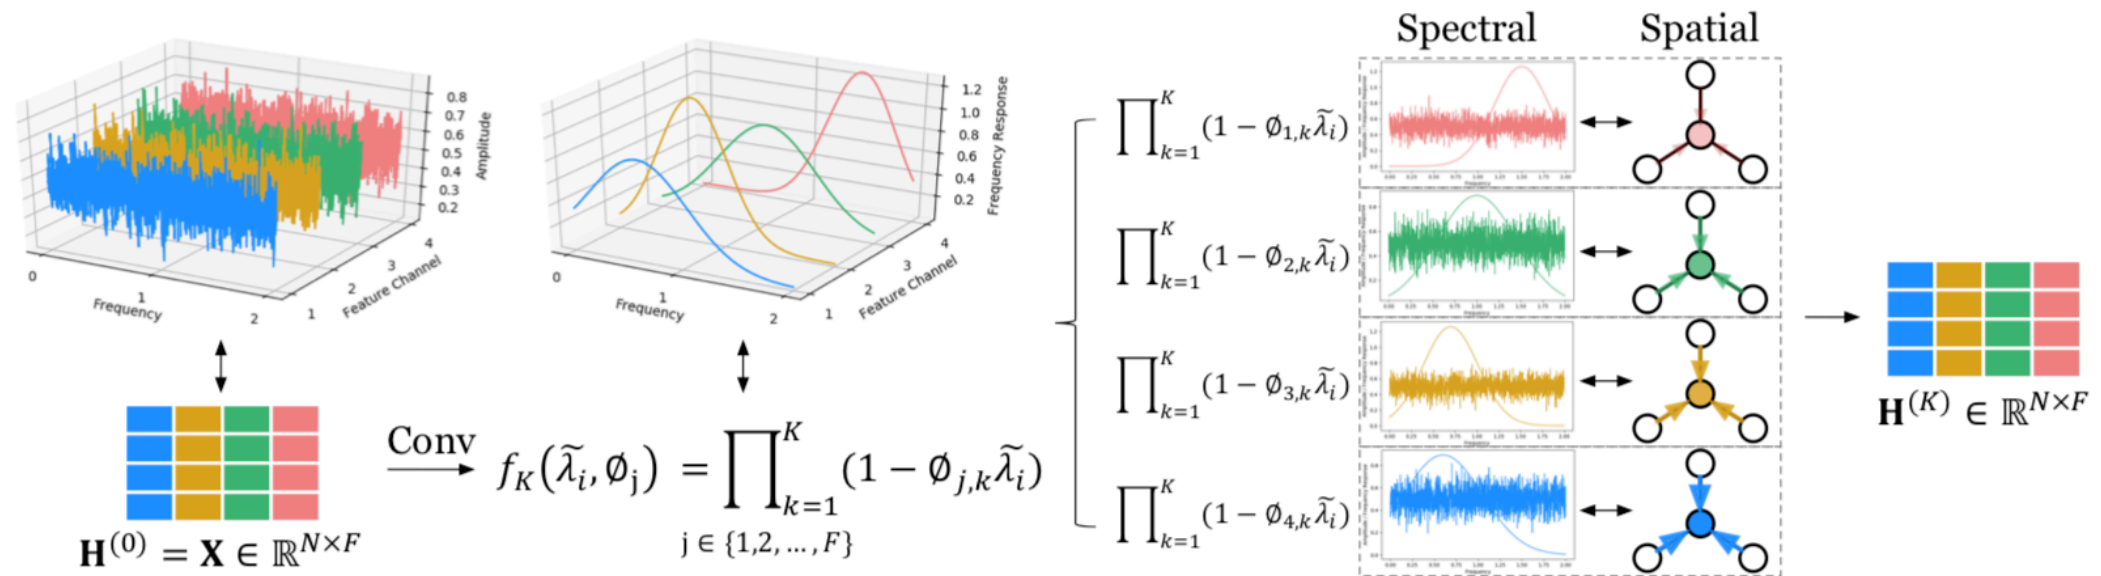 Spectral Spatial
0.8
0.7
0.6
0.5
0.4
0.3
0.2
Amplitude
0
1
2
Frequency
1
2
3
4
Feature Channel
1.2
1.0
0.8
0.6
0.4
0.2
Frequency Response
0
1
2
Frequency
1
2
3
4
Feature Channel
H^(0) = X ∈ ℝ^{N×F}
Conv
f_K(λ̃_i, ∅_j) = ∏_{k=1}^{K} (1 − ∅_{j,k} λ̃_i)
j ∈ {1,2, ..., F}
∏_{k=1}^{K} (1 − ∅_{1,k} λ̃_i)
∏_{k=1}^{K} (1 − ∅_{2,k} λ̃_i)
∏_{k=1}^{K} (1 − ∅_{3,k} λ̃_i)
∏_{k=1}^{K} (1 − ∅_{4,k} λ̃_i)
H^(K) ∈ ℝ^{N×F}